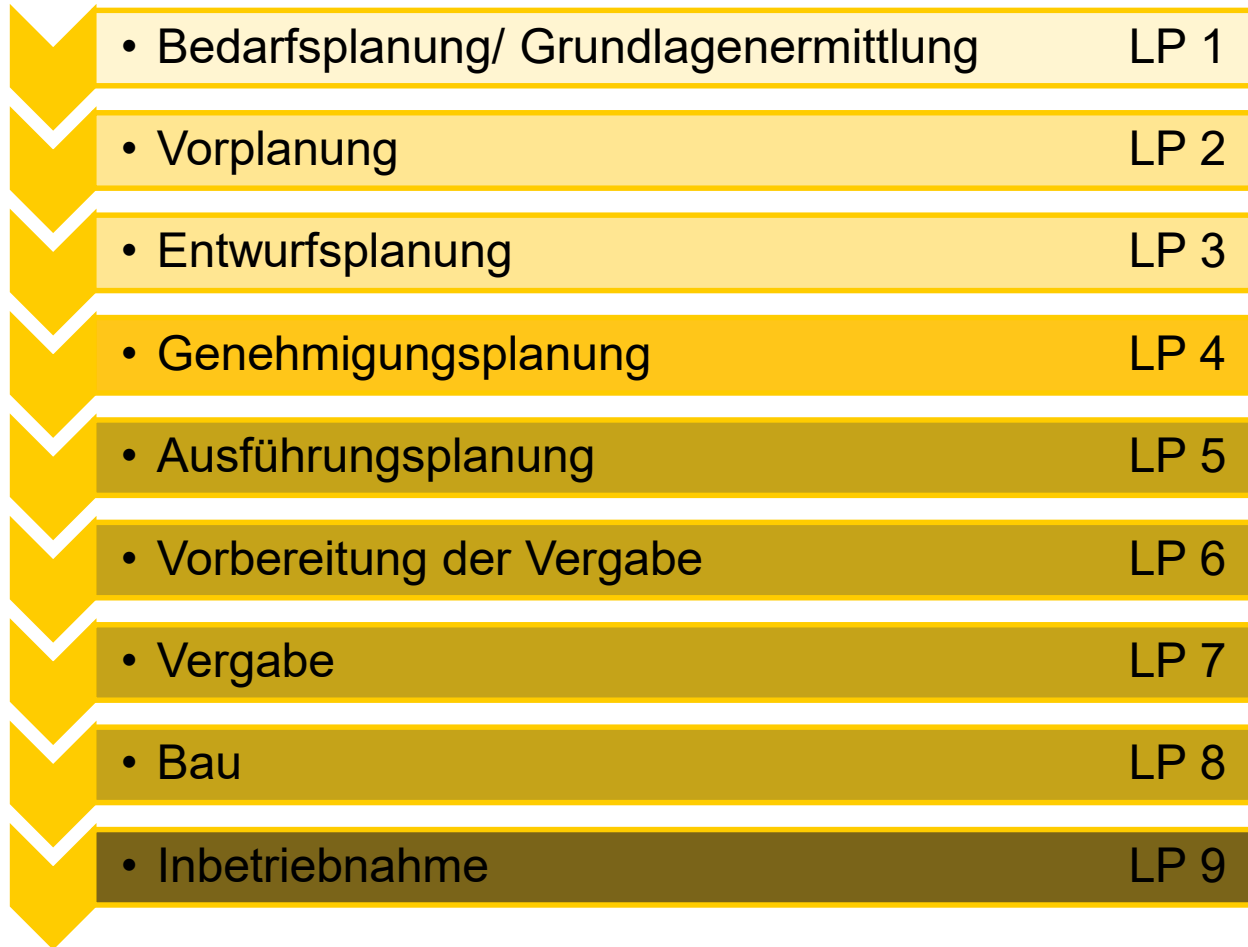 • Bedarfsplanung/ Grundlagenermittlung LP 1
• Vorplanung LP 2
• Entwurfsplanung LP 3
• Genehmigungsplanung LP 4
• Ausführungsplanung LP 5
• Vorbereitung der Vergabe LP 6
• Vergabe LP 7
• Bau LP 8
• Inbetriebnahme LP 9